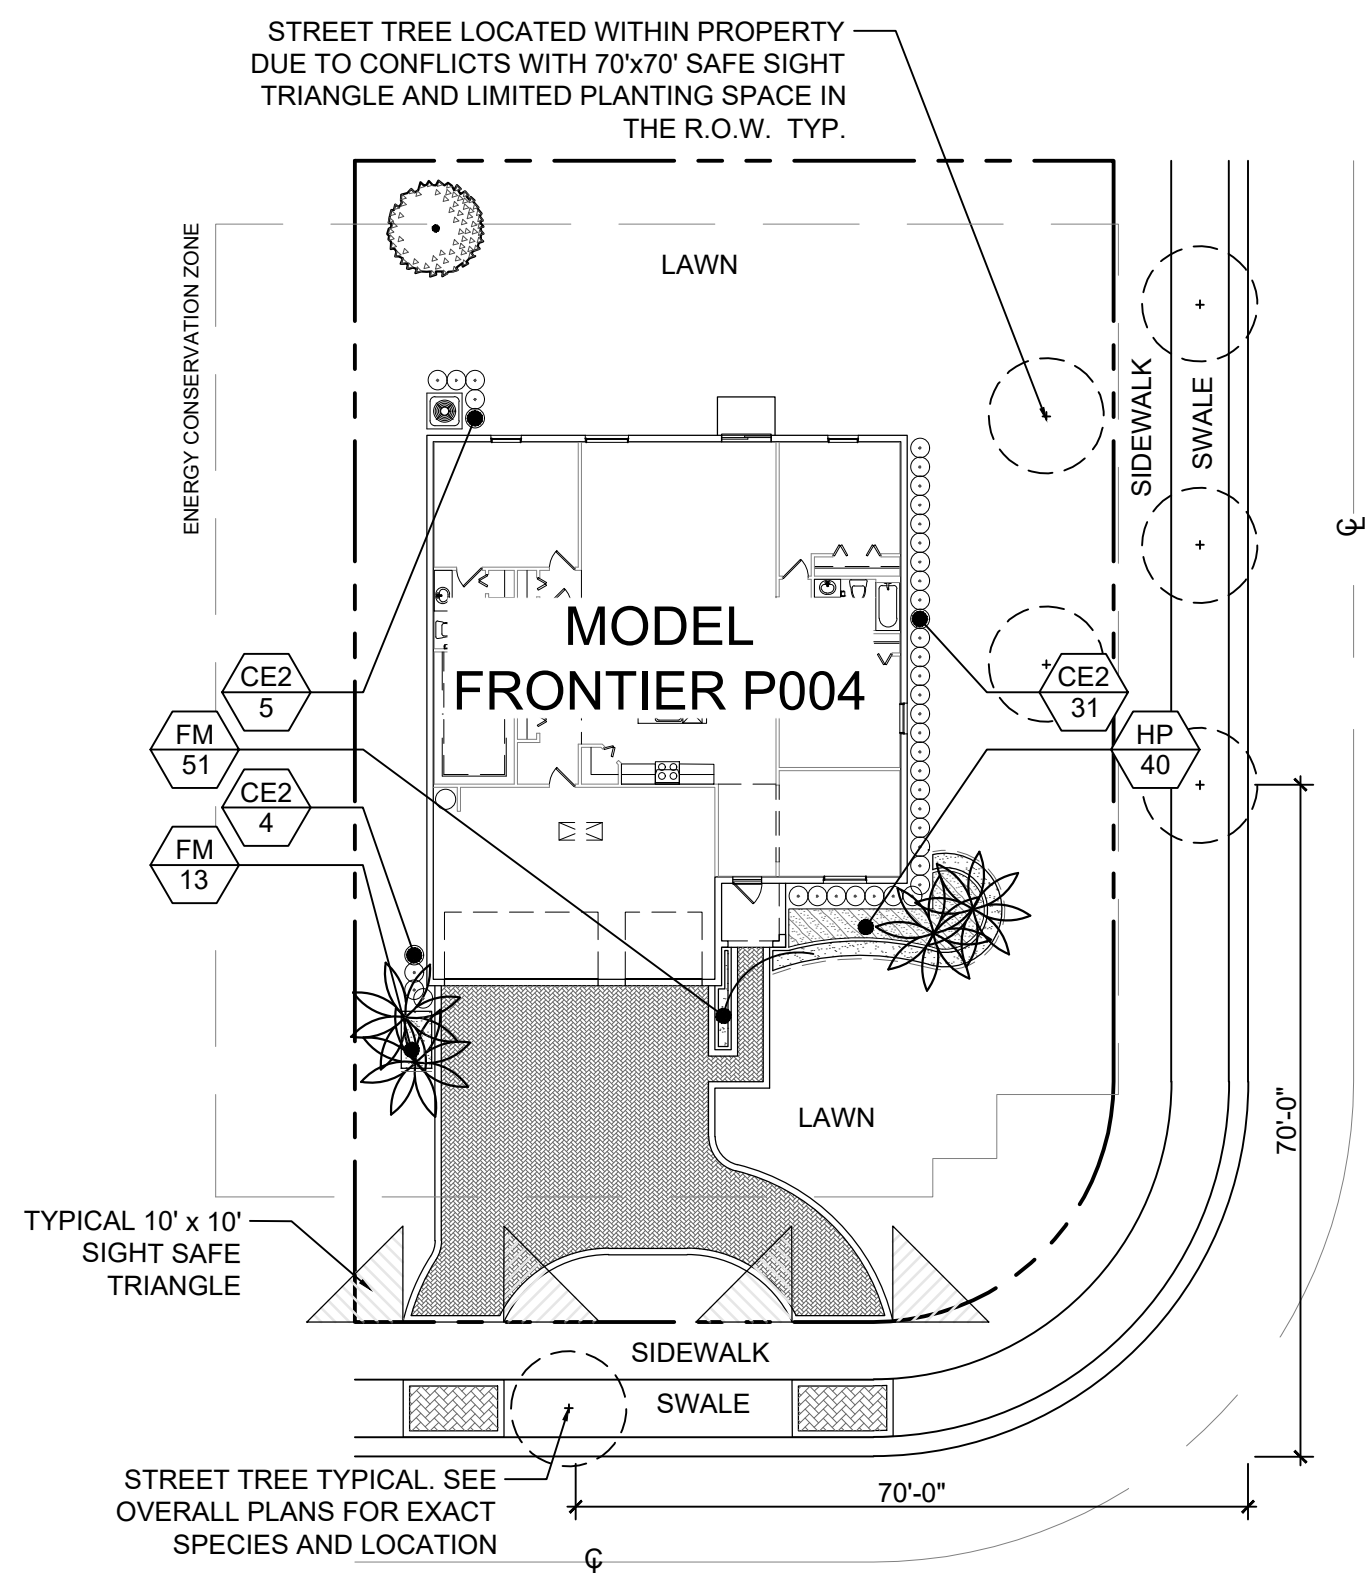 STREET TREE LOCATED WITHIN PROPERTY
DUE TO CONFLICTS WITH 70'x70' SAFE SIGHT
TRIANGLE AND LIMITED PLANTING SPACE IN
THE R.O.W. TYP.
ENERGY CONSERVATION ZONE
LAWN
SIDEWALK
SWALE
℄
MODEL
FRONTIER P004
CE2
5
FM
51
CE2
4
FM
13
CE2
31
HP
40
LAWN
70'-0"
TYPICAL 10' x 10'
SIGHT SAFE
TRIANGLE
SIDEWALK
SWALE
STREET TREE TYPICAL. SEE
OVERALL PLANS FOR EXACT
SPECIES AND LOCATION
70'-0"
℄